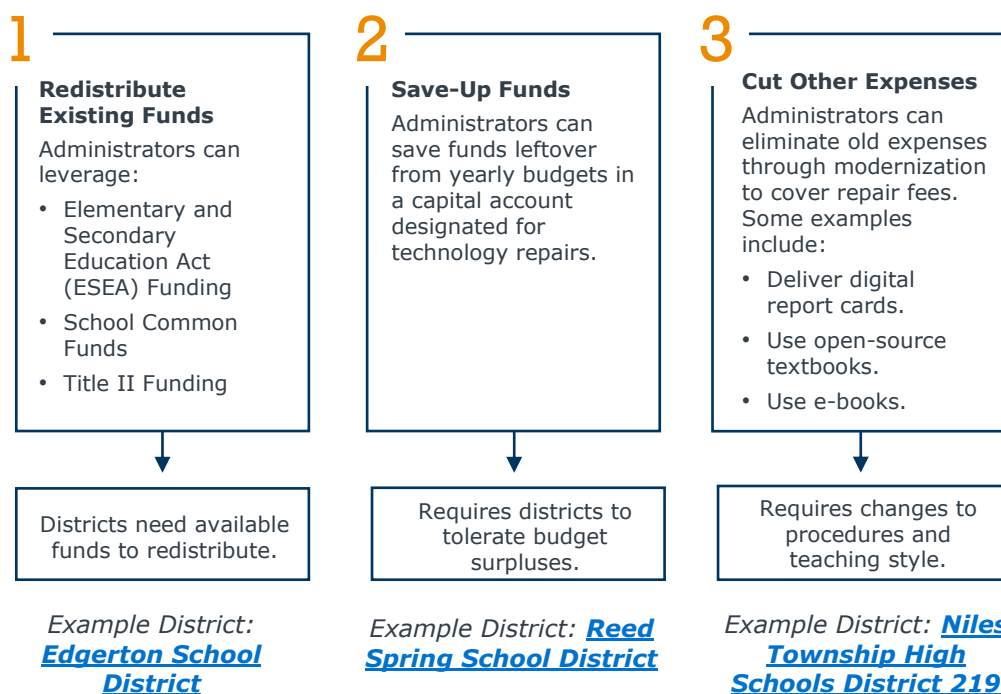 1
Redistribute
Existing Funds
Administrators can
leverage:
• Elementary and
Secondary
Education Act
(ESEA) Funding
• School Common
Funds
• Title II Funding
Districts need available
funds to redistribute.
Example District:
Edgerton School
District
2
Save-Up Funds
Administrators can
save funds leftover
from yearly budgets in
a capital account
designated for
technology repairs.
Requires districts to
tolerate budget
surpluses.
Example District: Reed
Spring School District
3
Cut Other Expenses
Administrators can
eliminate old expenses
through modernization
to cover repair fees.
Some examples
include:
• Deliver digital
report cards.
• Use open-source
textbooks.
• Use e-books.
Requires changes to
procedures and
teaching style.
Example District: Niles
Township High
Schools District 219